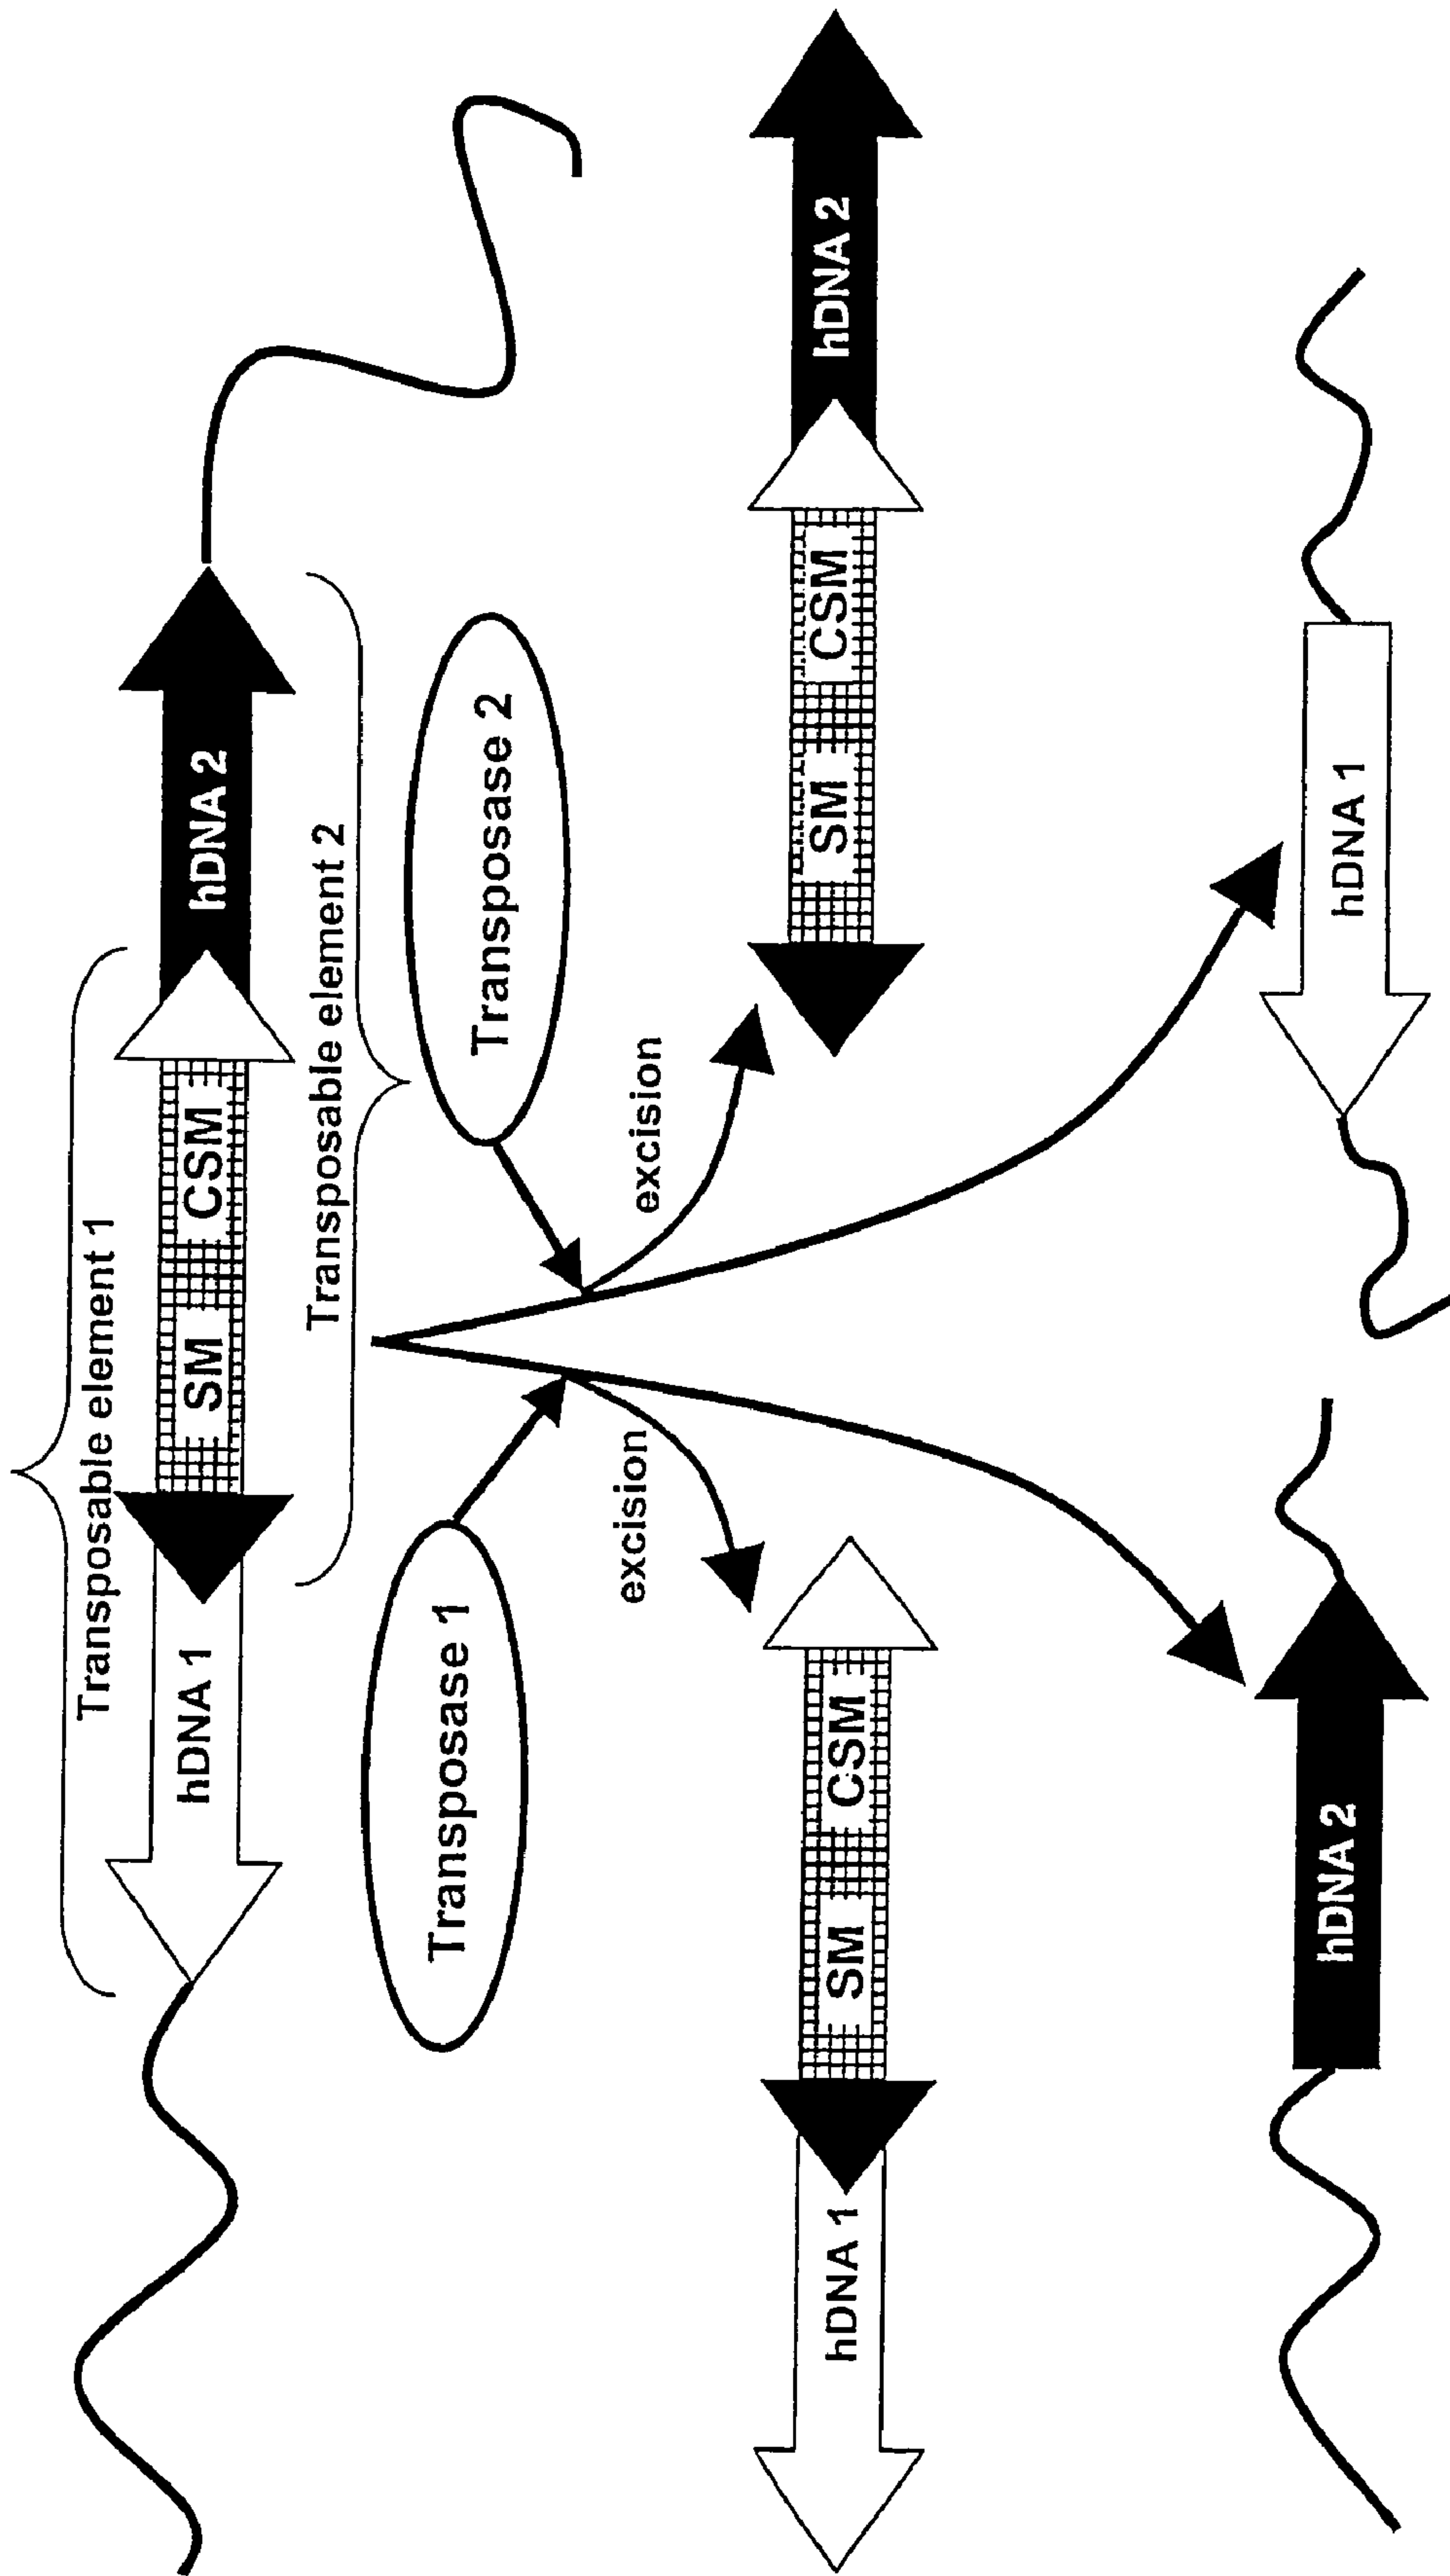 Transposable element 1
hDNA 1 SM CSM hDNA 2
Transposable element 2
Transposase 1 Transposase 2
excision excision
hDNA 1 SM CSM SM CSM hDNA 2
hDNA 2 hDNA 1